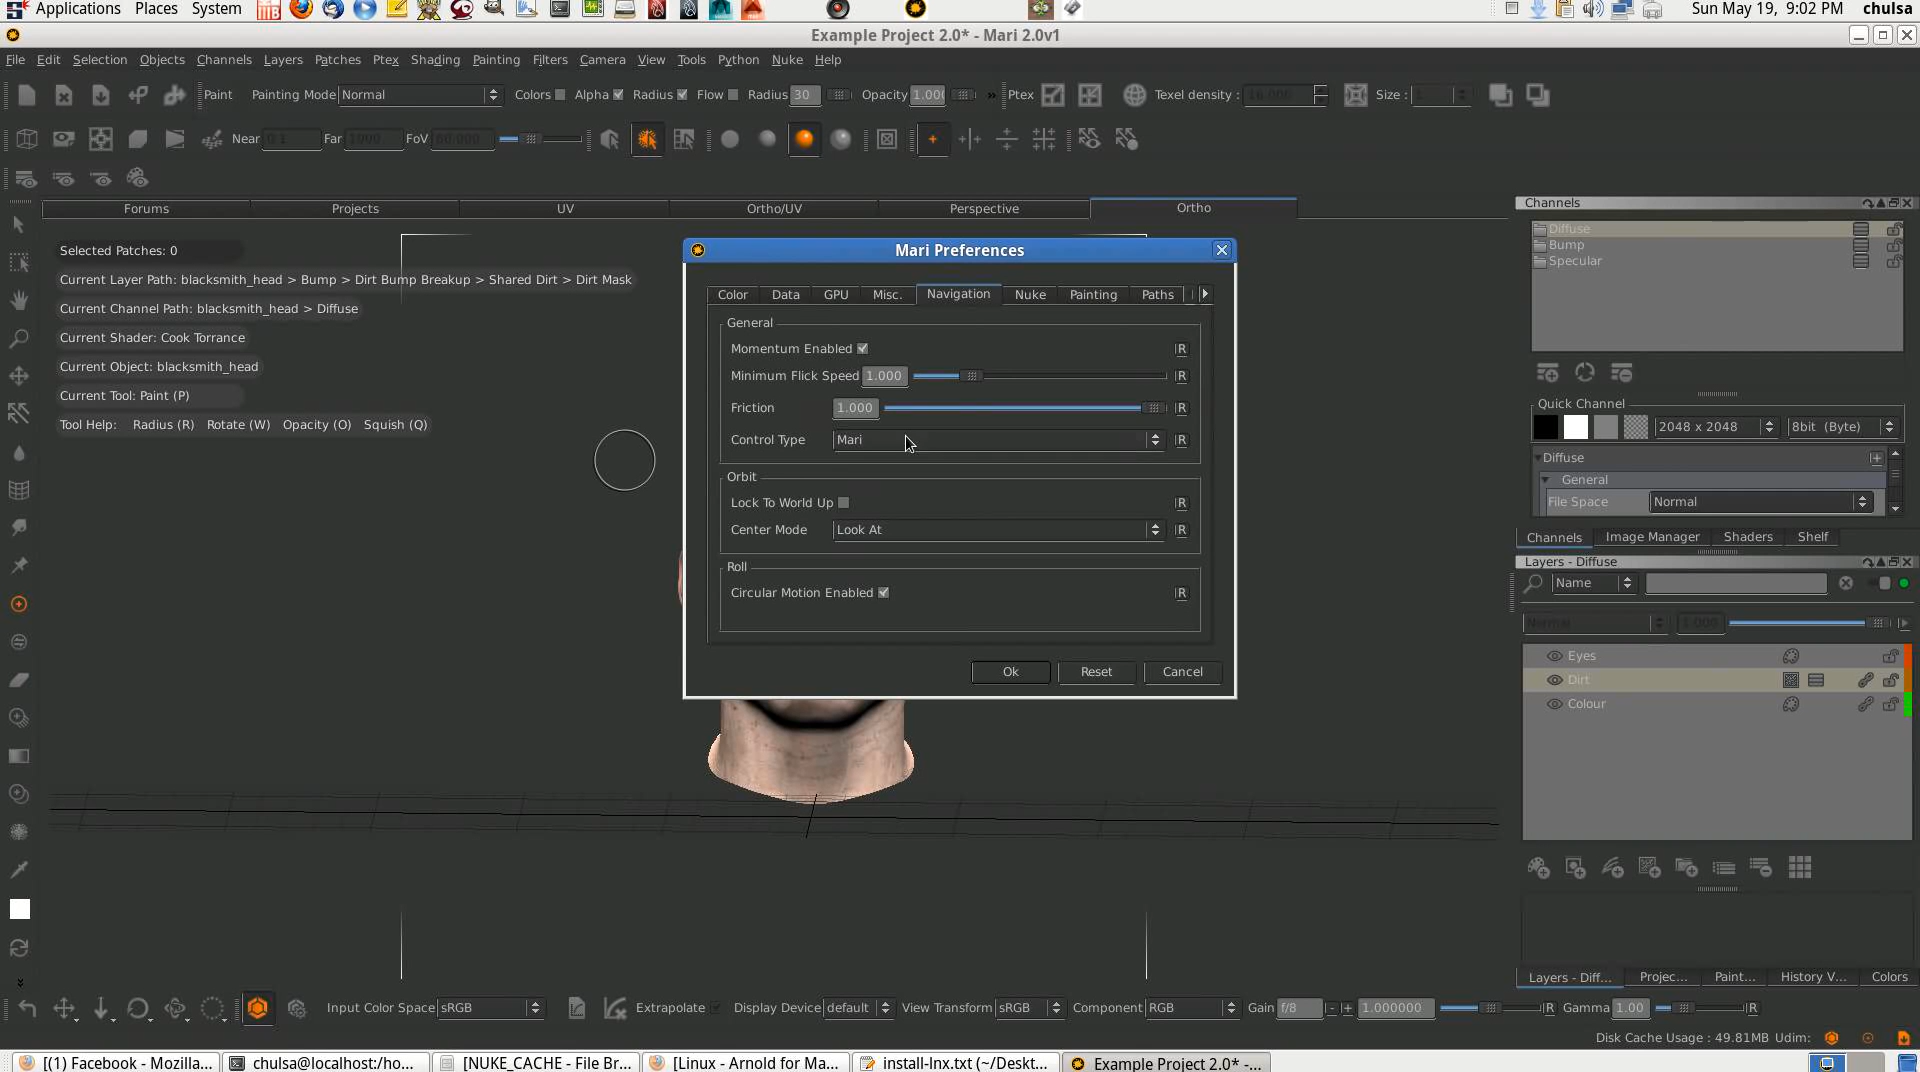 Applications Places System
Sun May 19, 9:02 PM chulsa
Example Project 2.0* - Mari 2.0v1
File Edit Selection Objects Channels Layers Patches Ptex Shading Painting Filters Camera View Tools Python Nuke Help
Paint Painting Mode Normal Colors Alpha Radius Flow Radius 30 Opacity 1.00 » Ptex Texel density : 16.000 Size : 1
Near 0.1 Far 1000 FoV 60.000
Forums Projects UV Ortho/UV Perspective Ortho
Selected Patches: 0
Current Layer Path: blacksmith_head > Bump > Dirt Bump Breakup > Shared Dirt > Dirt Mask
Current Channel Path: blacksmith_head > Diffuse
Current Shader: Cook Torrance
Current Object: blacksmith_head
Current Tool: Paint (P)
Tool Help: Radius (R) Rotate (W) Opacity (O) Squish (Q)
Mari Preferences
Color Data GPU Misc. Navigation Nuke Painting Paths
General
Momentum Enabled R
Minimum Flick Speed 1.000 R
Friction 1.000 R
Control Type Mari R
Orbit
Lock To World Up R
Center Mode Look At R
Roll
Circular Motion Enabled R
Ok Reset Cancel
Channels
Diffuse
Bump
Specular
Quick Channel
2048 x 2048 8bit (Byte)
Diffuse
General
File Space Normal
Channels Image Manager Shaders Shelf
Layers - Diffuse
Name
Normal 1.000
Eyes
Dirt
Colour
Layers - Diff... Projec... Paint... History V... Colors
Input Color Space sRGB Extrapolate Display Device default View Transform sRGB Component RGB Gain f/8 - + 1.000000 R Gamma 1.00 R
Disk Cache Usage : 49.81MB Udim:
[(1) Facebook - Mozilla... chulsa@localhost:/ho... [NUKE_CACHE - File Br... [Linux - Arnold for Ma... install-lnx.txt (~/Deskt... Example Project 2.0* -...